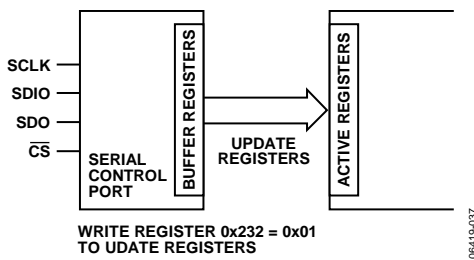 SCLK
SDIO
SDO
CS
SERIAL
CONTROL
PORT
BUFFER REGISTERS
UPDATE
REGISTERS
ACTIVE REGISTERS
WRITE REGISTER 0x232 = 0x01
TO UDATE REGISTERS
06419-037